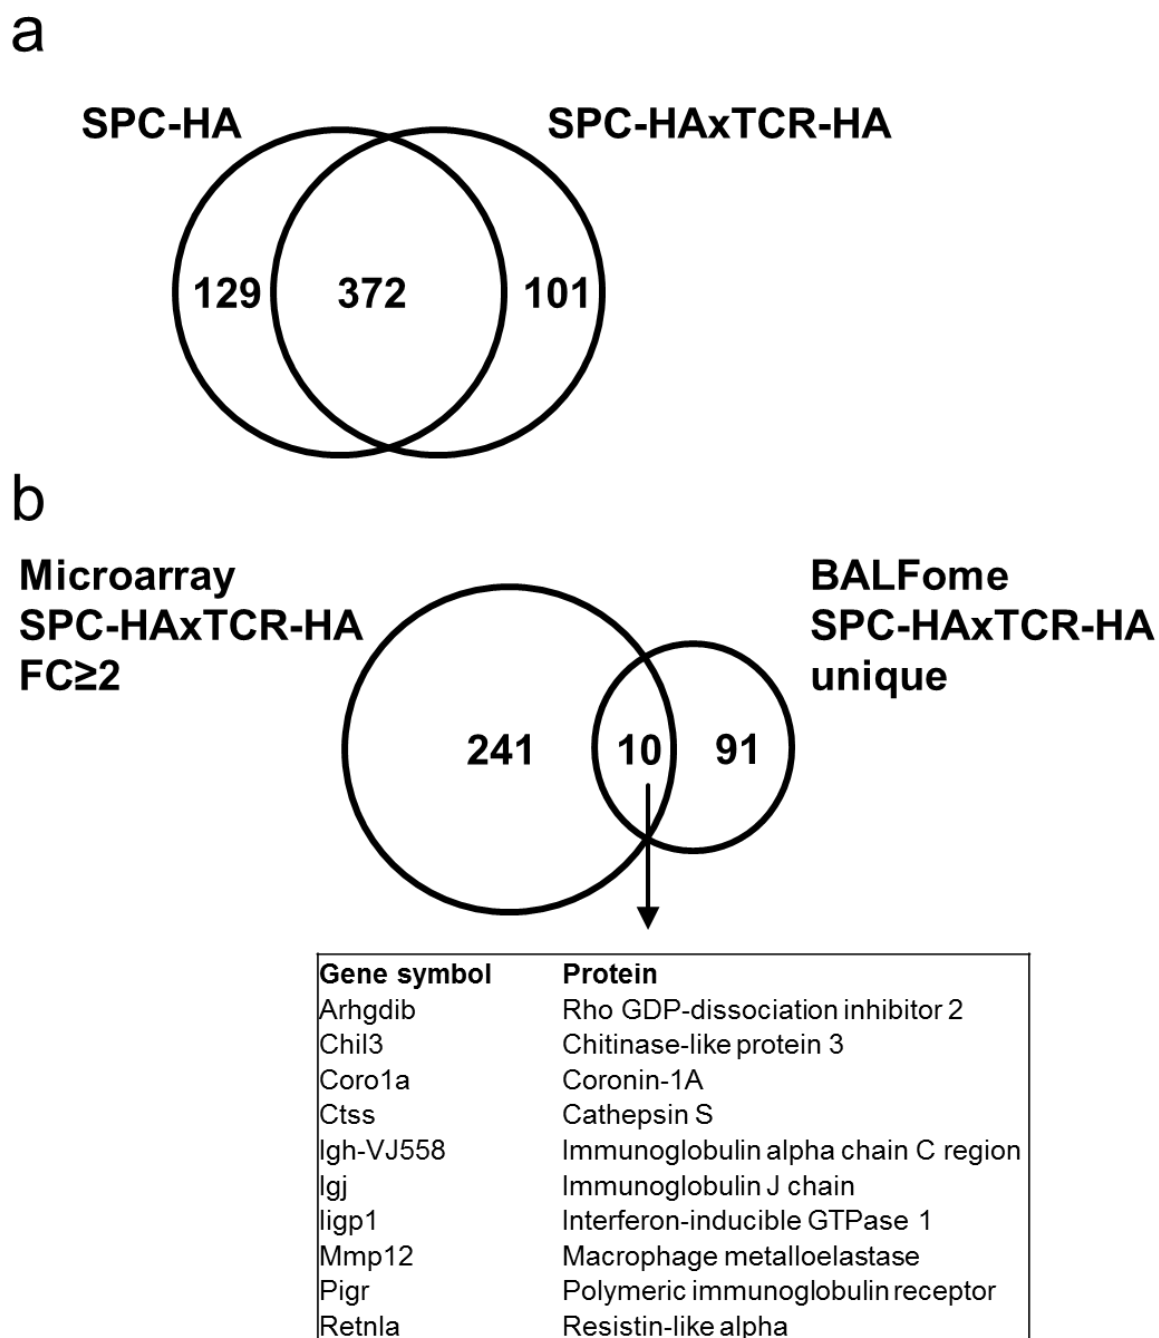 a
SPC-HA
SPC-HAxTCR-HA
129
372
101
b
Microarray
SPC-HAxTCR-HA
FC≥2
BALFome
SPC-HAxTCR-HA
unique
241
10
91
Gene symbol Protein
Arhgdib Rho GDP-dissociation inhibitor 2
Chil3 Chitinase-like protein 3
Coro1a Coronin-1A
Ctss Cathepsin S
Igh-VJ558 Immunoglobulin alpha chain C region
Igj Immunoglobulin J chain
Iigp1 Interferon-inducible GTPase 1
Mmp12 Macrophage metalloelastase
Pigr Polymeric immunoglobulin receptor
Retnla Resistin-like alpha